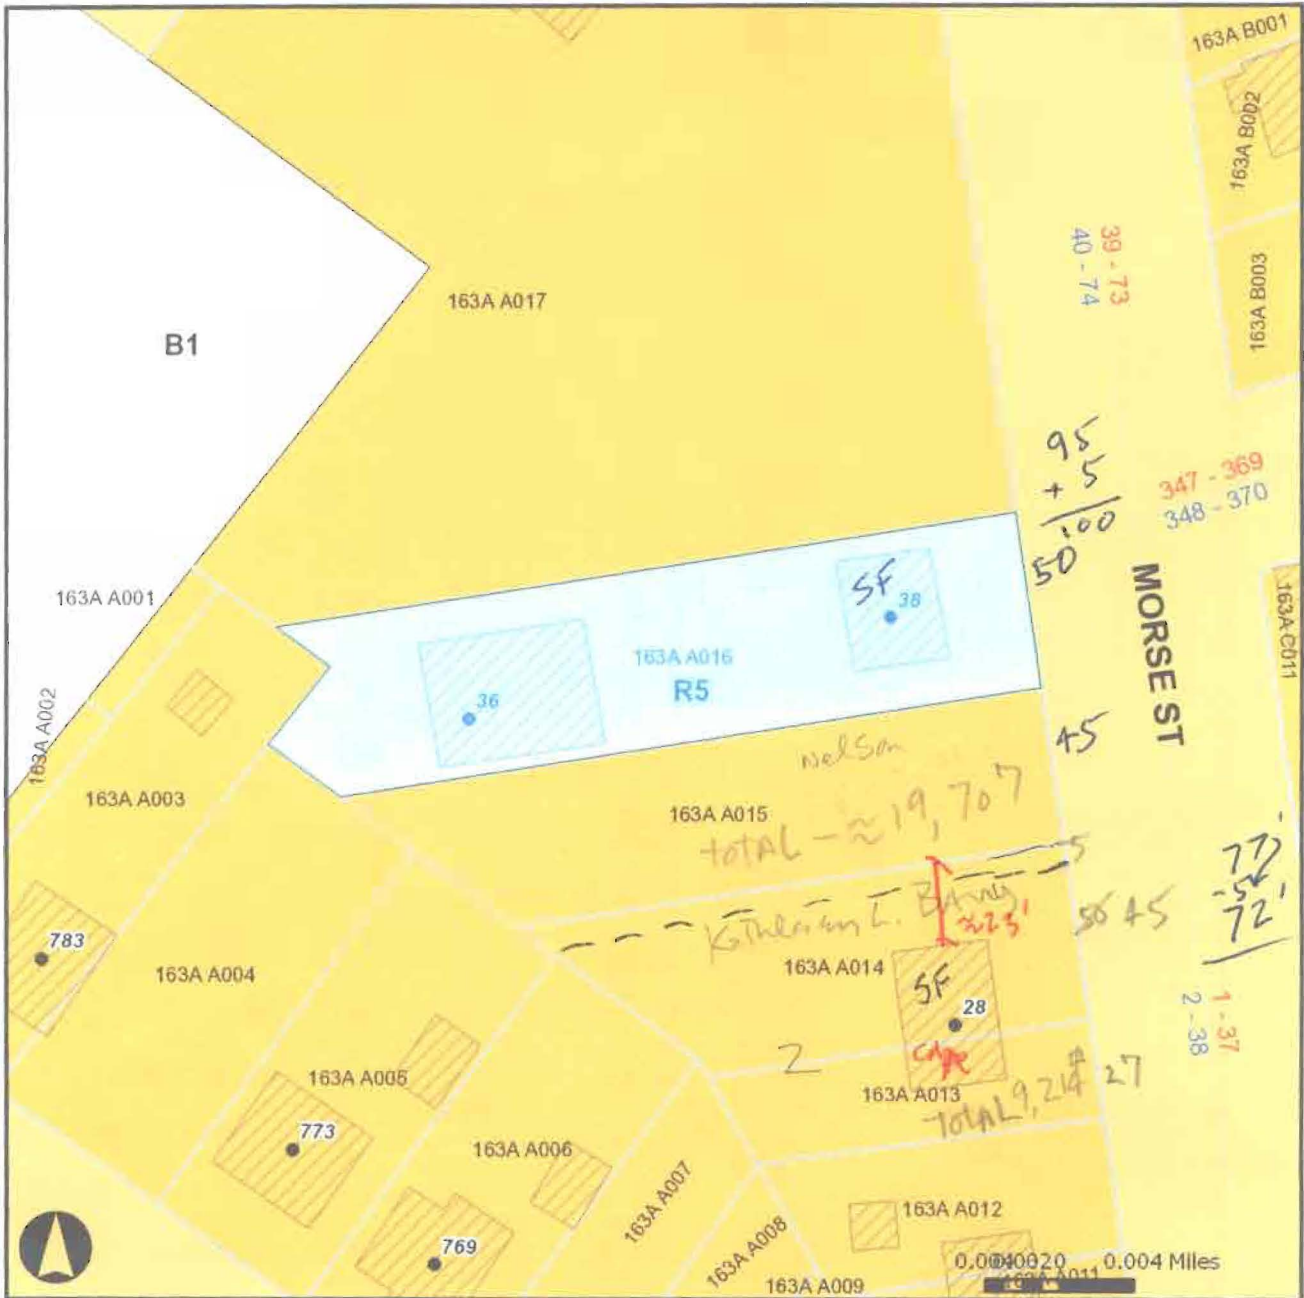 163A B001
163A B002
39 - 73
40 - 74
163A B003
163A A017
B1
95
+ 5
100
347 - 369
348 - 370
50
MORSE ST
163A C011
163A A001
SF
38
163A A016
R5
36
163A A002
45
Nelson
163A A003
163A A015
TOTAL - ≈ 19,707
5
77'
-5'
72'
L.
≈23'
50 45
783
163A A004
163A A014
SF
28
1 - 37
2 - 38
2
CAPE
163A A005
163A A013
27
TOTAL 9,214 #
773
163A A006
163A A007
163A A012
769
163A A008
0.004 Miles
163A A011
163A A009